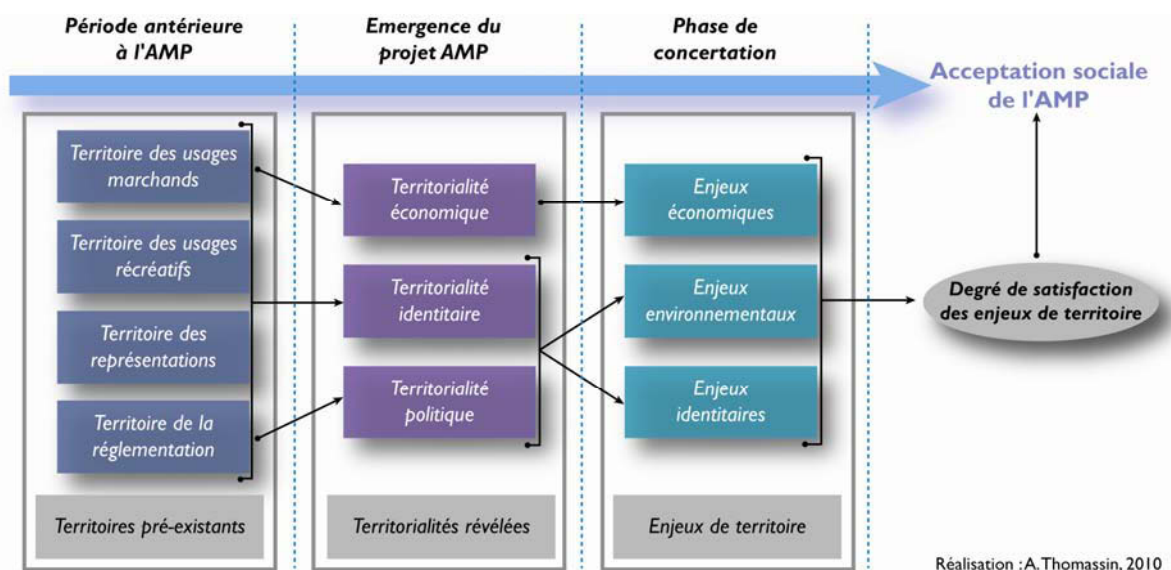 Période antérieure
à l'AMP
Emergence du
projet AMP
Phase de
concertation
Acceptation sociale
de l'AMP
Territoire des usages
marchands
Territoire des usages
récréatifs
Territoire des
représentations
Territoire de la
réglementation
Territoires pré-existants
Territorialité
économique
Territorialité
identitaire
Territorialité
politique
Territorialités révélées
Enjeux
économiques
Enjeux
environnementaux
Enjeux
identitaires
Enjeux de territoire
Degré de satisfaction
des enjeux de territoire
Réalisation : A. Thomassin, 2010